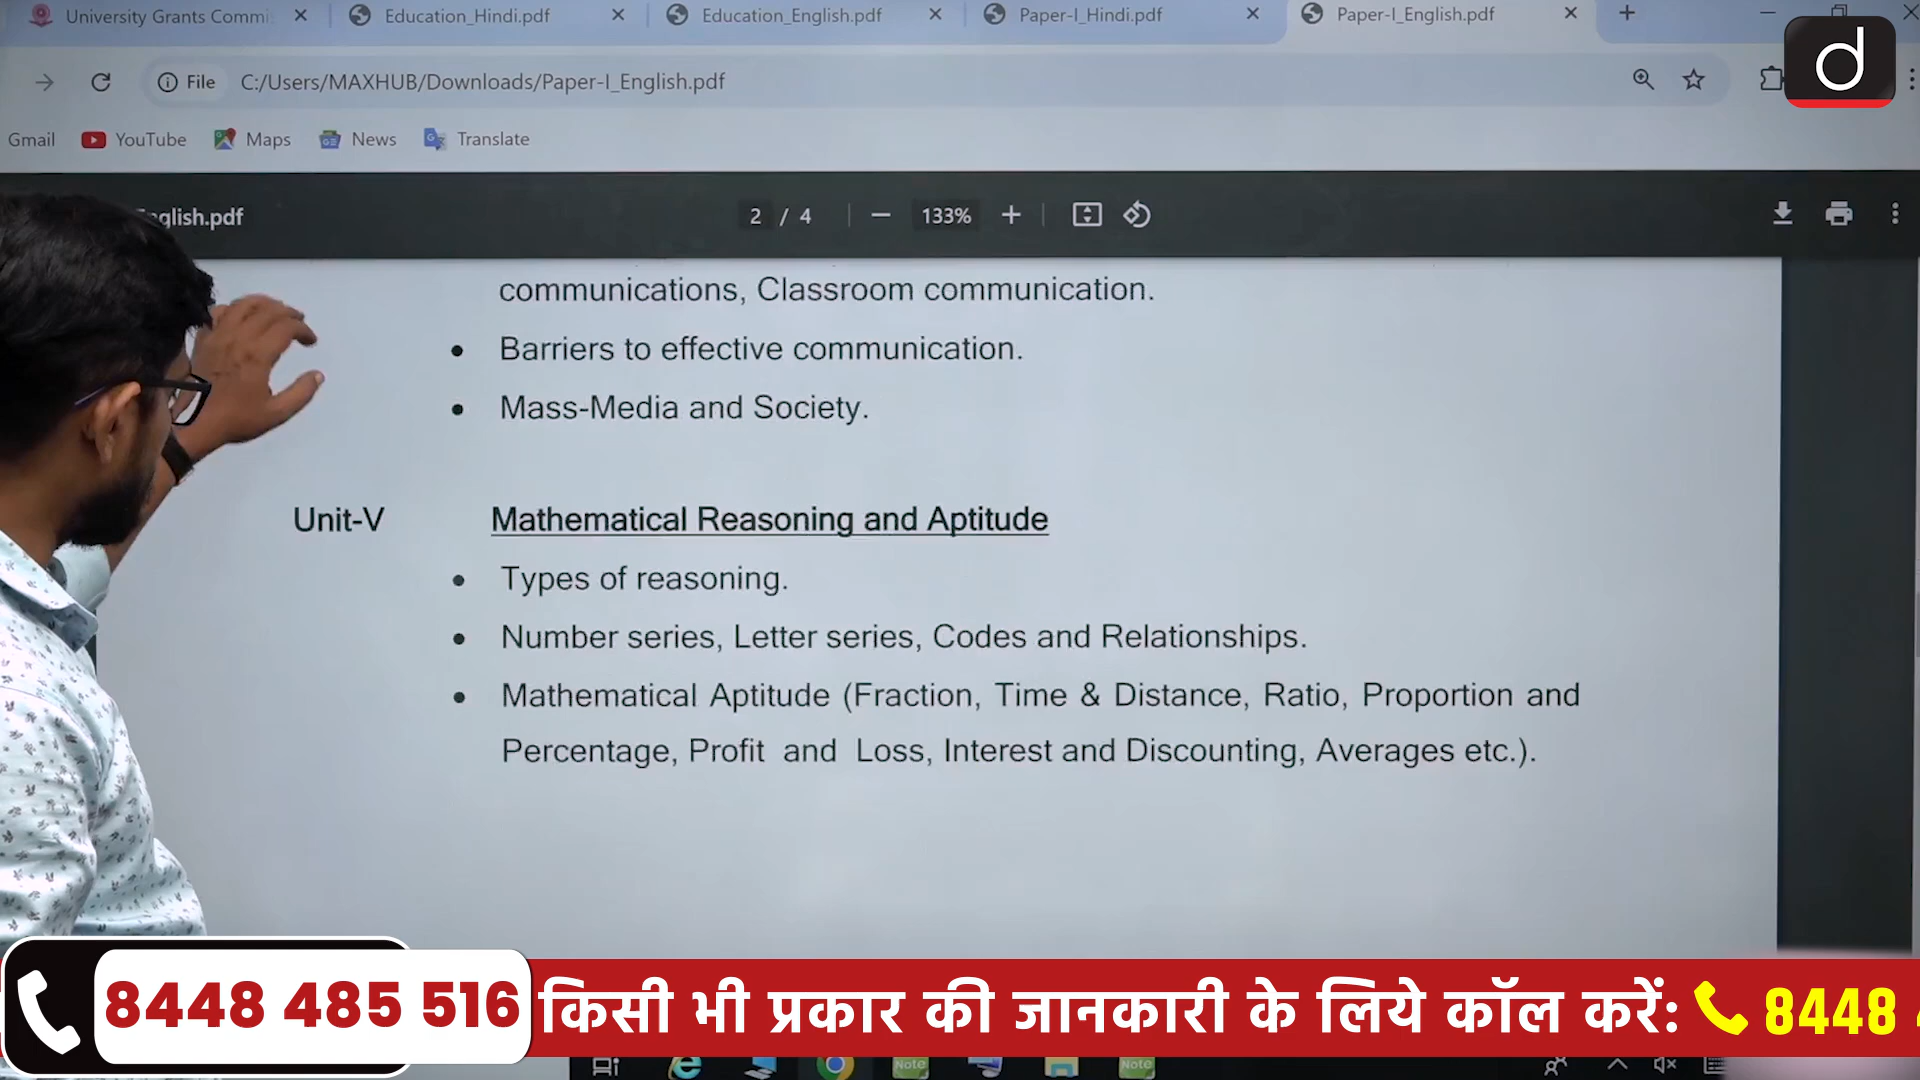 University Grants Commi
Education_Hindi.pdf
Education_English.pdf
Paper-I_Hindi.pdf
Paper-I_English.pdf
File C:/Users/MAXHUB/Downloads/Paper-I_English.pdf
Gmail YouTube Maps News Translate
English.pdf 2 / 4 133%
communications, Classroom communication.
• Barriers to effective communication.
• Mass-Media and Society.
Unit-V Mathematical Reasoning and Aptitude
• Types of reasoning.
• Number series, Letter series, Codes and Relationships.
• Mathematical Aptitude (Fraction, Time & Distance, Ratio, Proportion and
Percentage, Profit and Loss, Interest and Discounting, Averages etc.).
8448 485 516 किसी भी प्रकार की जानकारी के लिये कॉल करें: 8448
Note Note
d